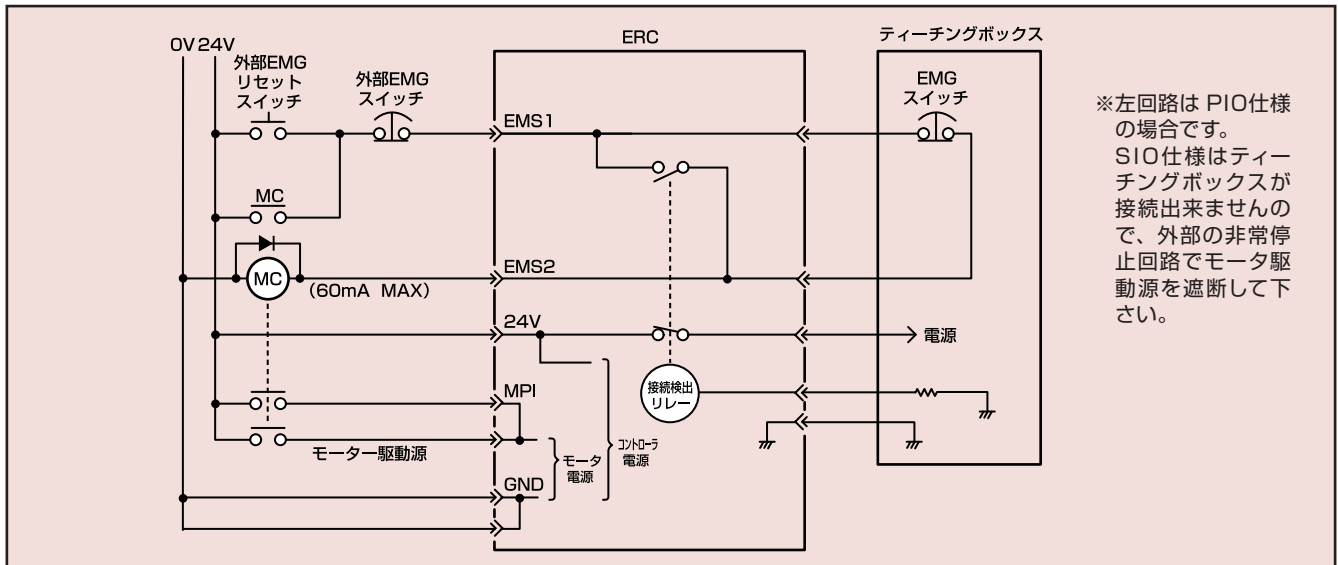 0V 24V
外部EMG
リセット
スイッチ
外部EMG
スイッチ
ERC
ティーチングボックス
EMG
スイッチ
EMS1
MC
MC
(60mA MAX)
EMS2
24V
電源
MPI
接続検出
リレー
モーター駆動源
モータ
電源
コントローラ
電源
GND
※左回路は PIO仕様
の場合です。
SIO仕様はティー
チングボックスが
接続出来ませんの
で、外部の非常停
止回路でモータ駆
動源を遮断して下
さい。